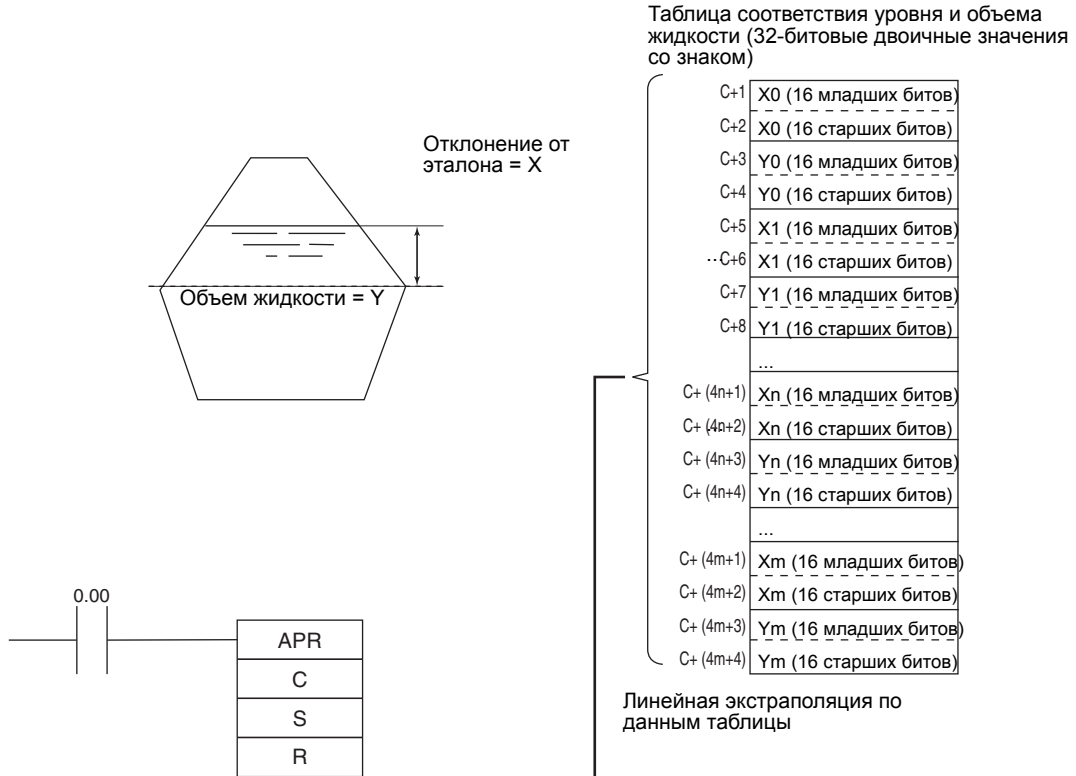 Таблица соответствия уровня и объема
жидкости (32-битовые двоичные значения
со знаком)
Отклонение от
эталона = X
Объем жидкости = Y
C+1 X0 (16 младших битов)
C+2 X0 (16 старших битов)
C+3 Y0 (16 младших битов)
C+4 Y0 (16 старших битов)
C+5 X1 (16 младших битов)
...C+6 X1 (16 старших битов)
C+7 Y1 (16 младших битов)
C+8 Y1 (16 старших битов)
...
C+ (4n+1) Xn (16 младших битов)
C+ (4n+2) Xn (16 старших битов)
C+ (4n+3) Yn (16 младших битов)
C+ (4n+4) Yn (16 старших битов)
...
C+ (4m+1) Xm (16 младших битов)
C+ (4m+2) Xm (16 старших битов)
C+ (4m+3) Ym (16 младших битов)
C+ (4m+4) Ym (16 старших битов)
Линейная экстраполяция по
данным таблицы
0.00
APR
C
S
R